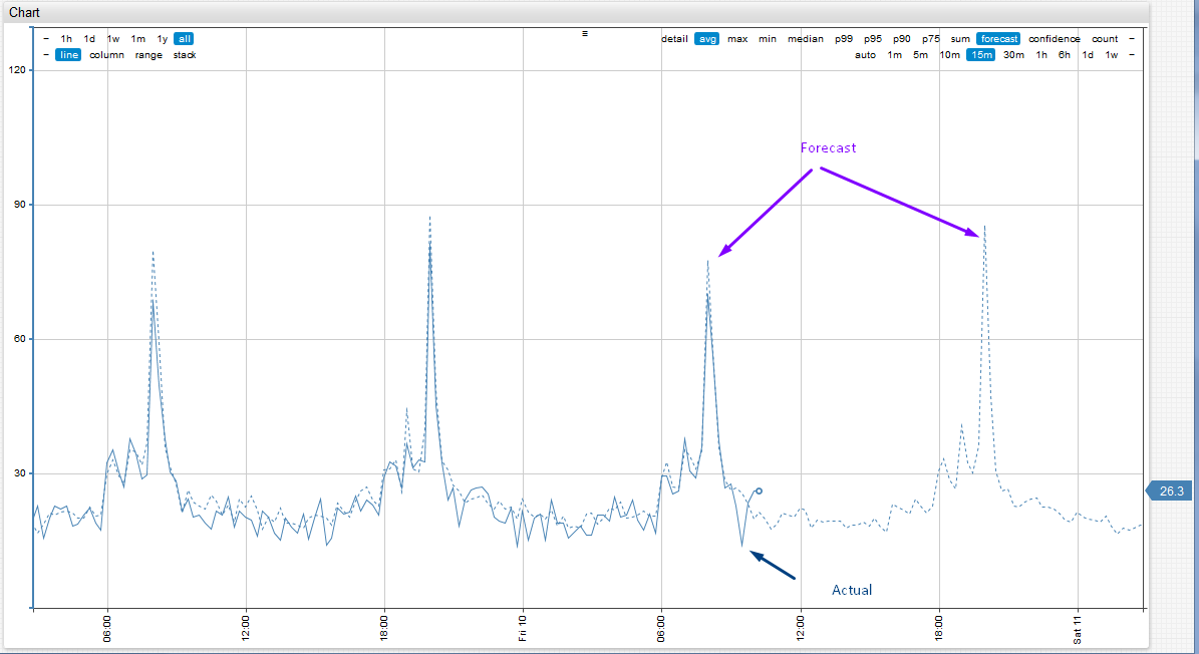 Chart
– 1h 1d 1w 1m 1y all
– line column range stack
≡
detail avg max min median p99 p95 p90 p75 sum forecast confidence count –
auto 1m 5m 10m 15m 30m 1h 6h 1d 1w –
120
90
60
30
Forecast
26.3
Actual
06:00
12:00
18:00
Fri 10
06:00
12:00
18:00
Sat 11